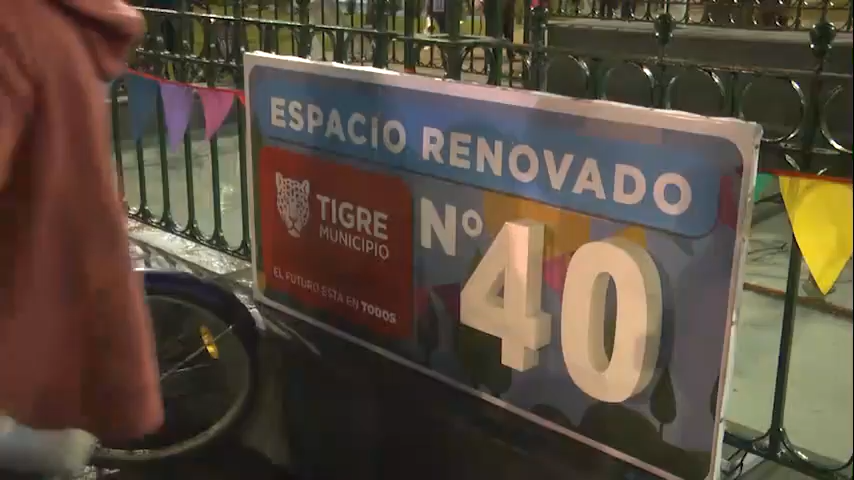 ESPACIO RENOVADO
TIGRE
MUNICIPIO
EL FUTURO ESTÁ EN TODOS
Nº 40